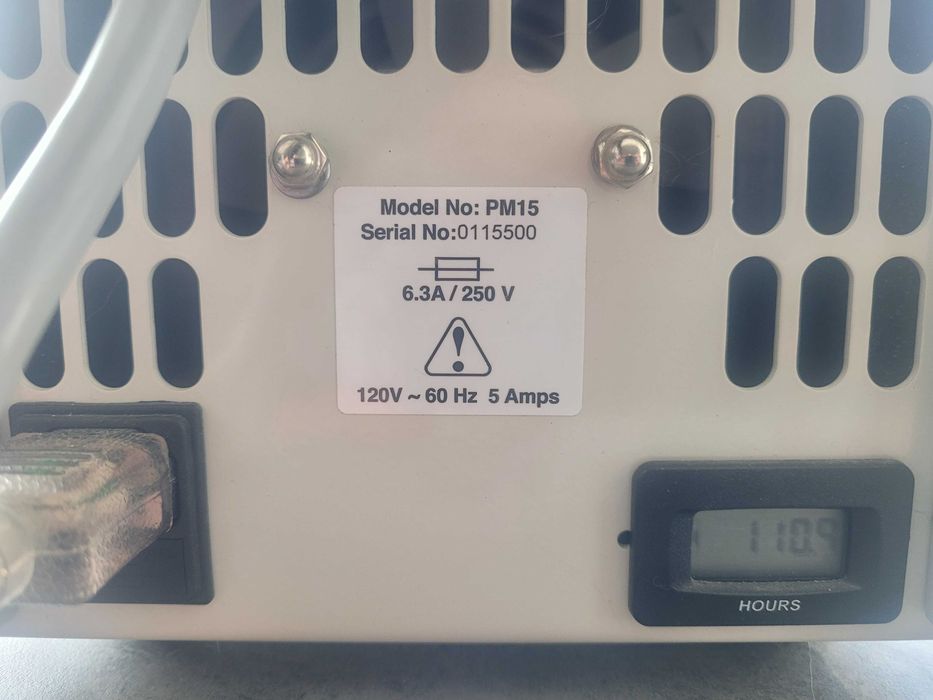 Model No: PM15
Serial No:0115500
6.3A / 250 V
120V ~ 60 Hz 5 Amps
110.9
HOURS